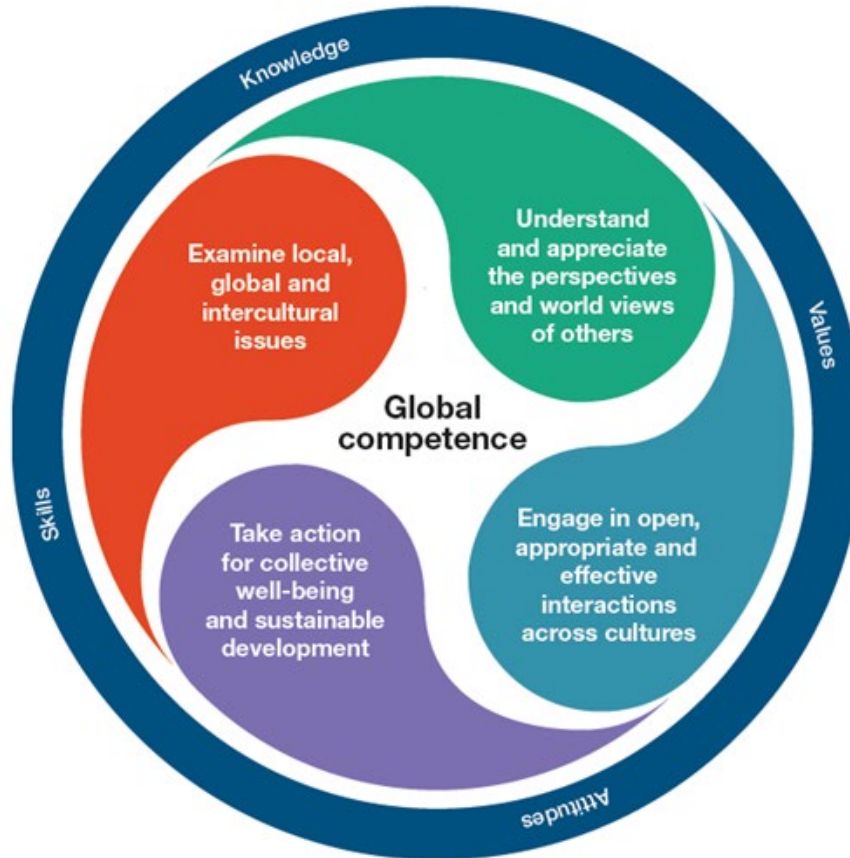 Knowledge
Examine local,
global and
intercultural
issues
Understand
and appreciate
the perspectives
and world views
of others
Values
Global
competence
Skills
Take action
for collective
well-being
and sustainable
development
Engage in open,
appropriate and
effective
interactions
across cultures
Attitudes